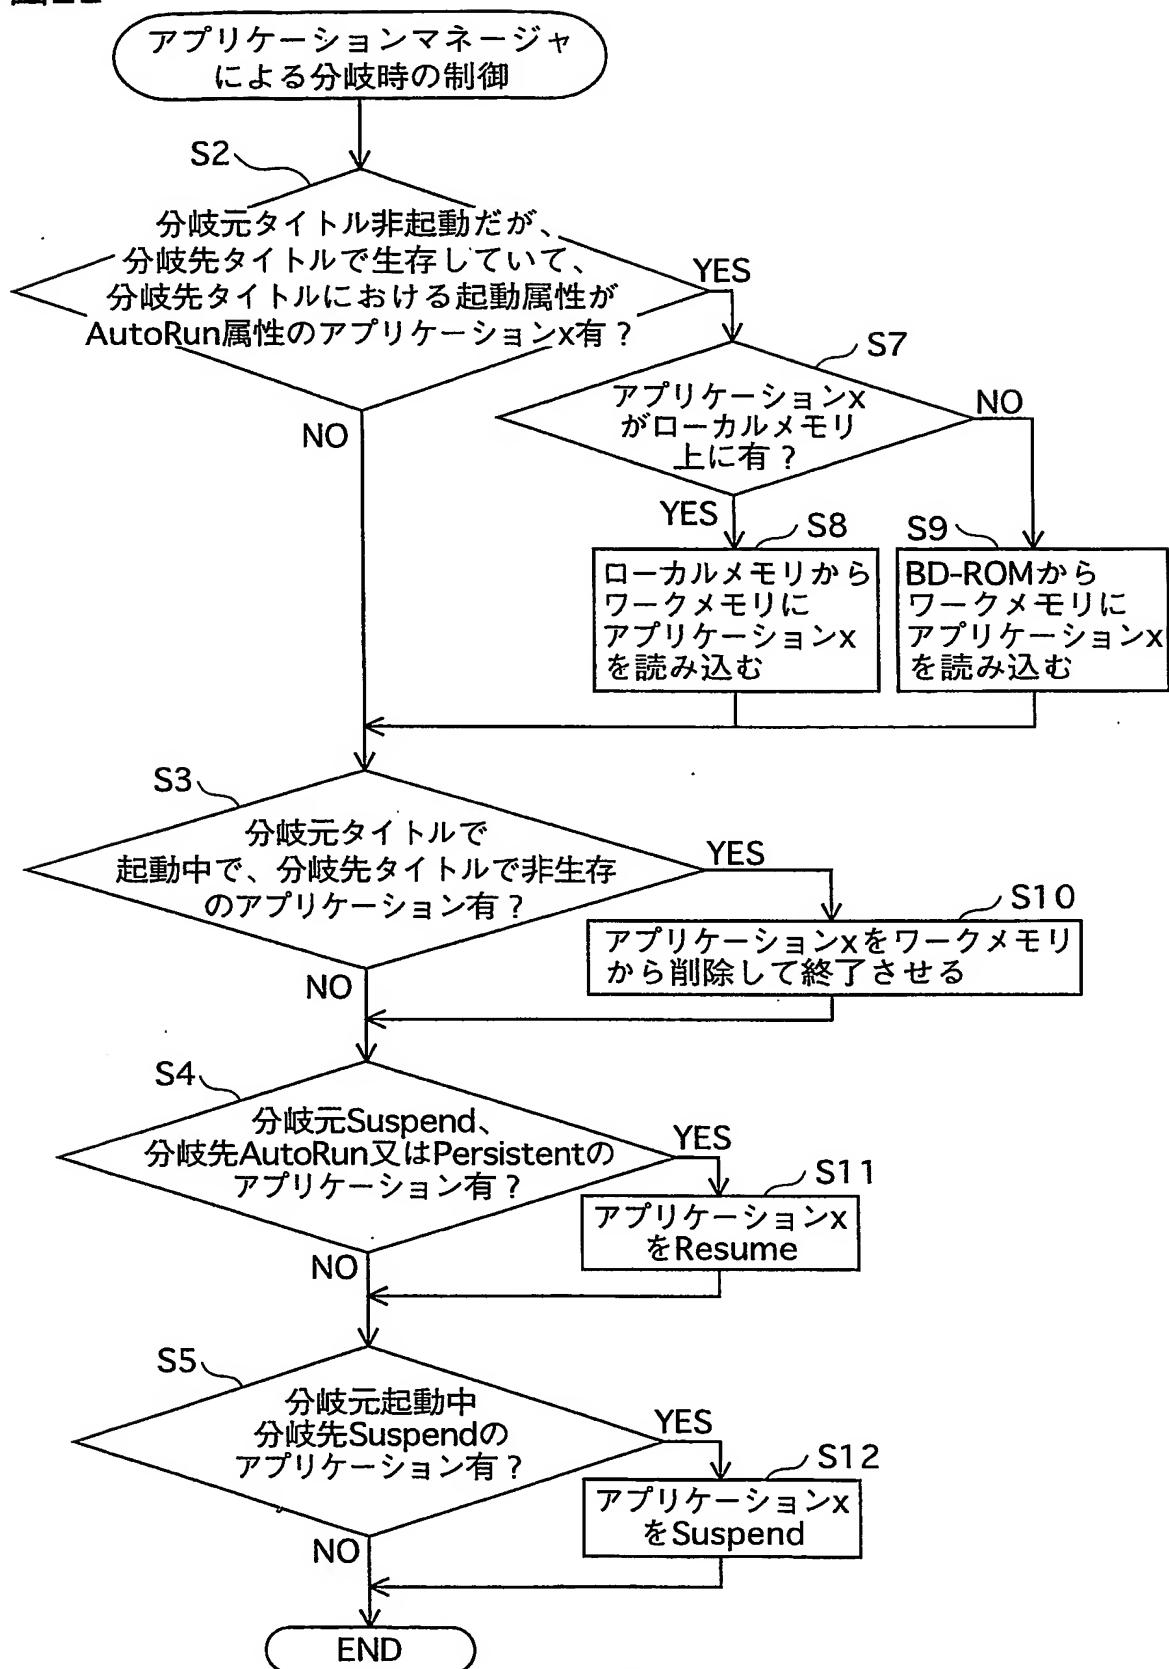 アプリケーションマネージャ
による分岐時の制御
S2
分岐元タイトル非起動だが、
分岐先タイトルで生存していて、
分岐先タイトルにおける起動属性が
AutoRun属性のアプリケーションx有？
YES
NO
S7
アプリケーションx
がローカルメモリ
上に有？
NO
YES
S8
ローカルメモリから
ワークメモリに
アプリケーションx
を読み込む
S9
BD-ROMから
ワークメモリに
アプリケーションx
を読み込む
S3
分岐元タイトルで
起動中で、分岐先タイトルで非生存
のアプリケーション有？
YES
NO
S10
アプリケーションxをワークメモリ
から削除して終了させる
S4
分岐元Suspend、
分岐先AutoRun又はPersistentの
アプリケーション有？
YES
NO
S11
アプリケーションx
をResume
S5
分岐元起動中
分岐先Suspendの
アプリケーション有？
YES
NO
S12
アプリケーションx
をSuspend
END